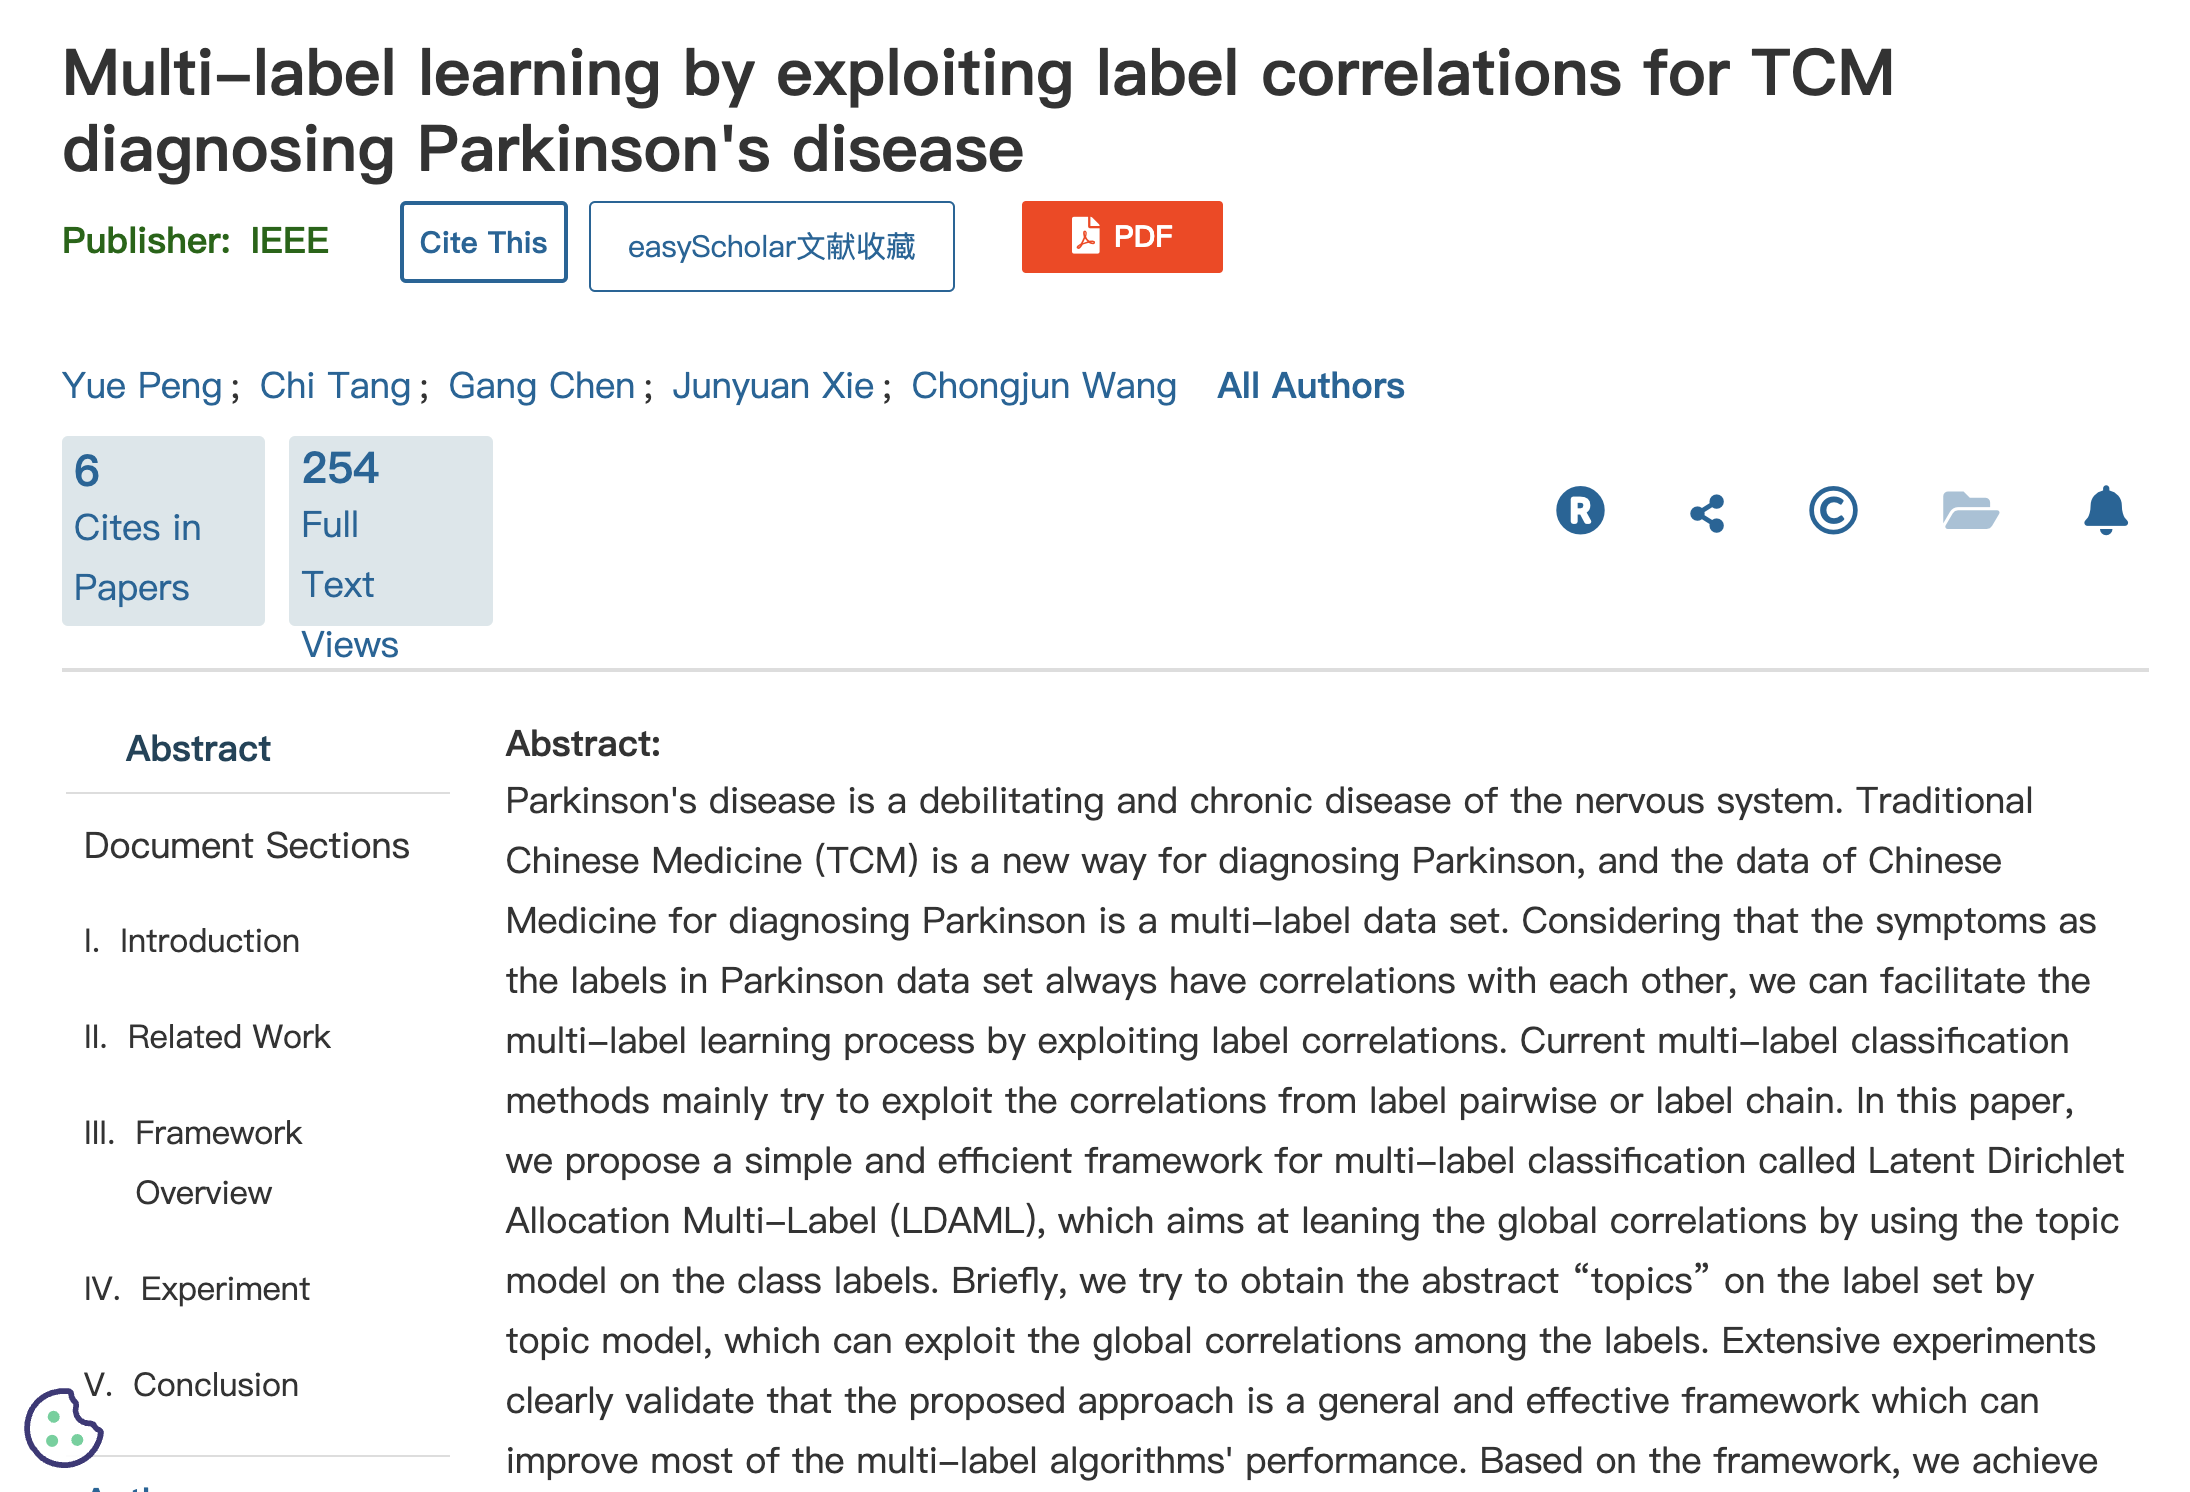 Multi-label learning by exploiting label correlations for TCM
diagnosing Parkinson's disease
Publisher: IEEE
Cite This
easyScholar文献收藏
PDF
Yue Peng; Chi Tang; Gang Chen; Junyuan Xie; Chongjun Wang All Authors
6
Cites in
Papers
254
Full
Text
Views
R
C
Abstract
Document Sections
I. Introduction
II. Related Work
III. Framework
Overview
IV. Experiment
V. Conclusion
Abstract:
Parkinson's disease is a debilitating and chronic disease of the nervous system. Traditional
Chinese Medicine (TCM) is a new way for diagnosing Parkinson, and the data of Chinese
Medicine for diagnosing Parkinson is a multi-label data set. Considering that the symptoms as
the labels in Parkinson data set always have correlations with each other, we can facilitate the
multi-label learning process by exploiting label correlations. Current multi-label classification
methods mainly try to exploit the correlations from label pairwise or label chain. In this paper,
we propose a simple and efficient framework for multi-label classification called Latent Dirichlet
Allocation Multi-Label (LDAML), which aims at leaning the global correlations by using the topic
model on the class labels. Briefly, we try to obtain the abstract “topics” on the label set by
topic model, which can exploit the global correlations among the labels. Extensive experiments
clearly validate that the proposed approach is a general and effective framework which can
improve most of the multi-label algorithms' performance. Based on the framework, we achieve